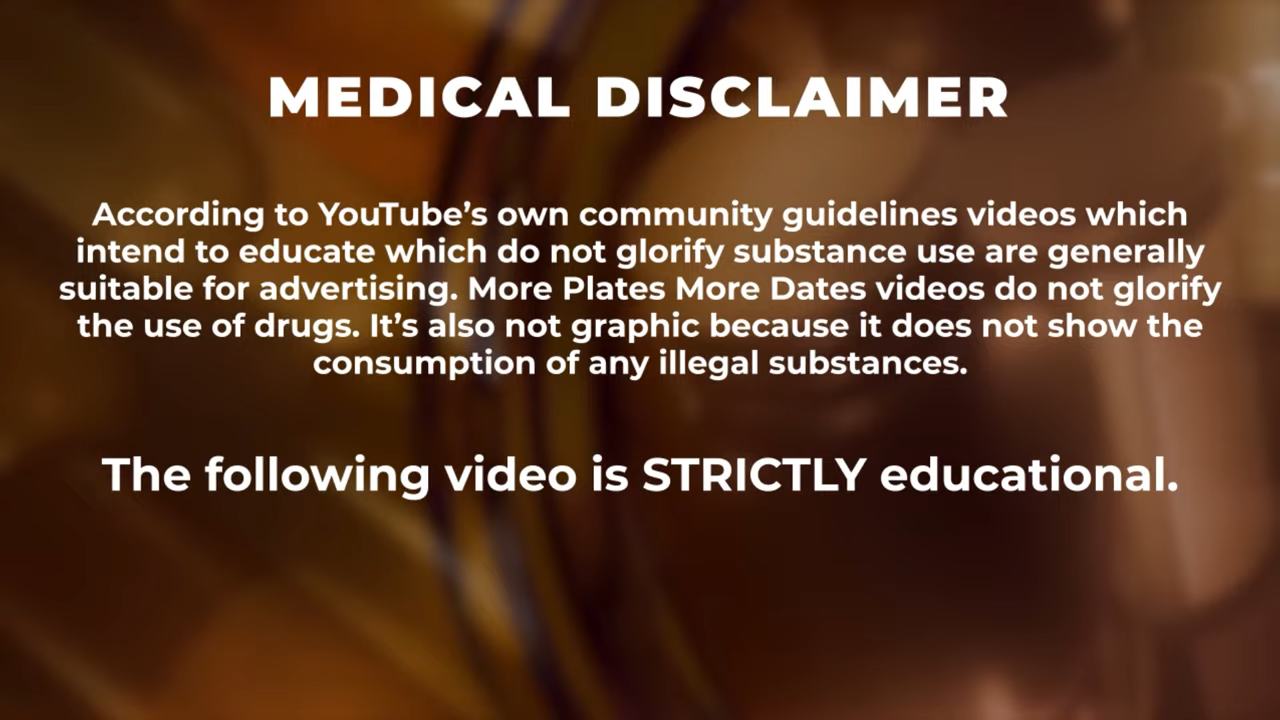 MEDICAL DISCLAIMER
According to YouTube’s own community guidelines videos which
intend to educate which do not glorify substance use are generally
suitable for advertising. More Plates More Dates videos do not glorify
the use of drugs. It’s also not graphic because it does not show the
consumption of any illegal substances.
The following video is STRICTLY educational.